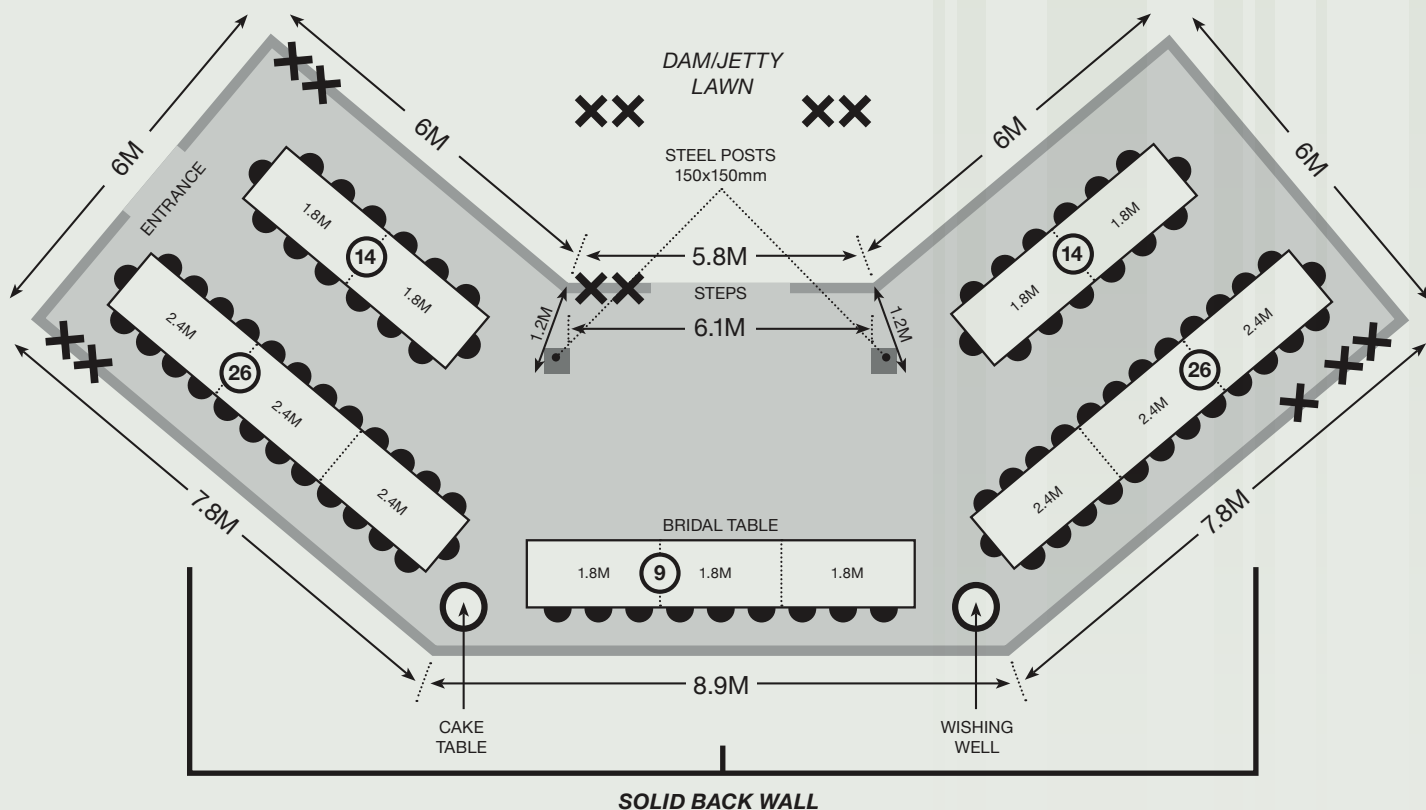 DAM/JETTY
LAWN
6M
6M
6M
6M
STEEL POSTS
150x150mm
ENTRANCE
1.8M
14
1.8M
5.8M
STEPS
6.1M
1.2M
1.2M
1.8M
14
1.8M
2.4M
26
2.4M
2.4M
2.4M
26
2.4M
2.4M
7.8M
7.8M
BRIDAL TABLE
1.8M
9
1.8M
1.8M
8.9M
CAKE
TABLE
WISHING
WELL
SOLID BACK WALL